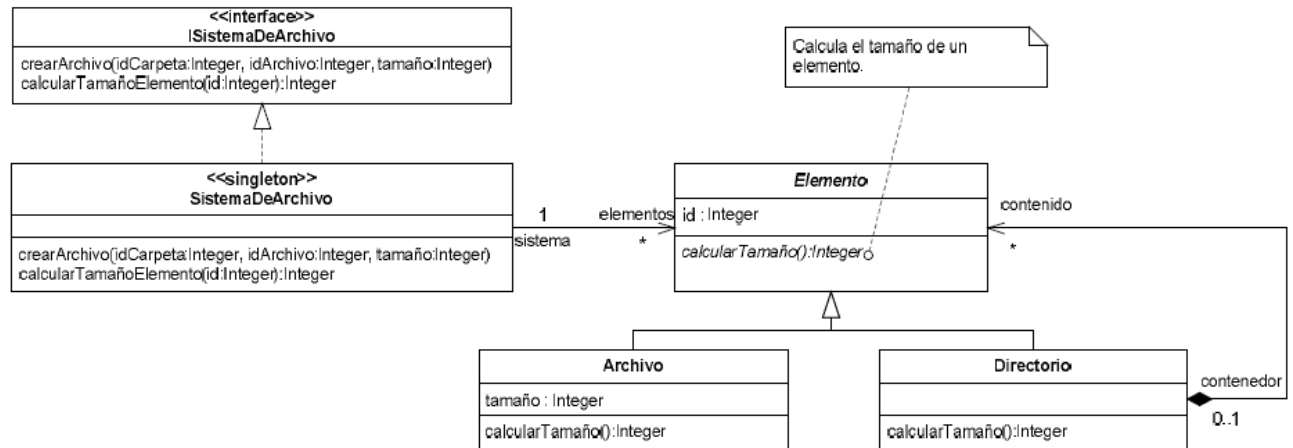 <<interface>>
ISistemaDeArchivo
crearArchivo(idCarpeta:Integer, idArchivo:Integer, tamaño:Integer)
calcularTamañoElemento(id:Integer):Integer
Calcula el tamaño de un
elemento.
<<singleton>>
SistemaDeArchivo
crearArchivo(idCarpeta:Integer, idArchivo:Integer, tamaño:Integer)
calcularTamañoElemento(id:Integer):Integer
1
sistema
elementos
*
Elemento
id : Integer
calcularTamaño():Integer
contenido
*
Archivo
tamaño : Integer
calcularTamaño():Integer
Directorio
calcularTamaño():Integer
contenedor
0..1